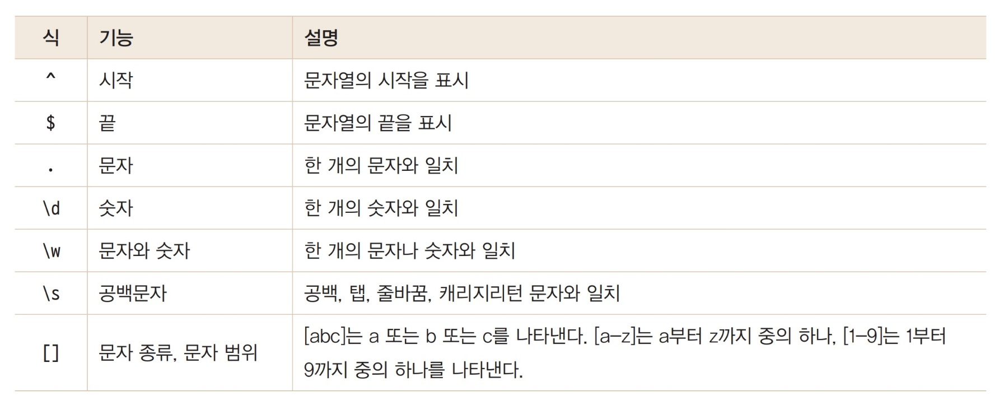 식 기능 설명
^ 시작 문자열의 시작을 표시
$ 끝 문자열의 끝을 표시
. 문자 한 개의 문자와 일치
\d 숫자 한 개의 숫자와 일치
\w 문자와 숫자 한 개의 문자나 숫자와 일치
\s 공백문자 공백, 탭, 줄바꿈, 캐리지리턴 문자와 일치
[] 문자 종류, 문자 범위 [abc]는 a 또는 b 또는 c를 나타낸다. [a-z]는 a부터 z까지 중의 하나, [1-9]는 1부터
9까지 중의 하나를 나타낸다.